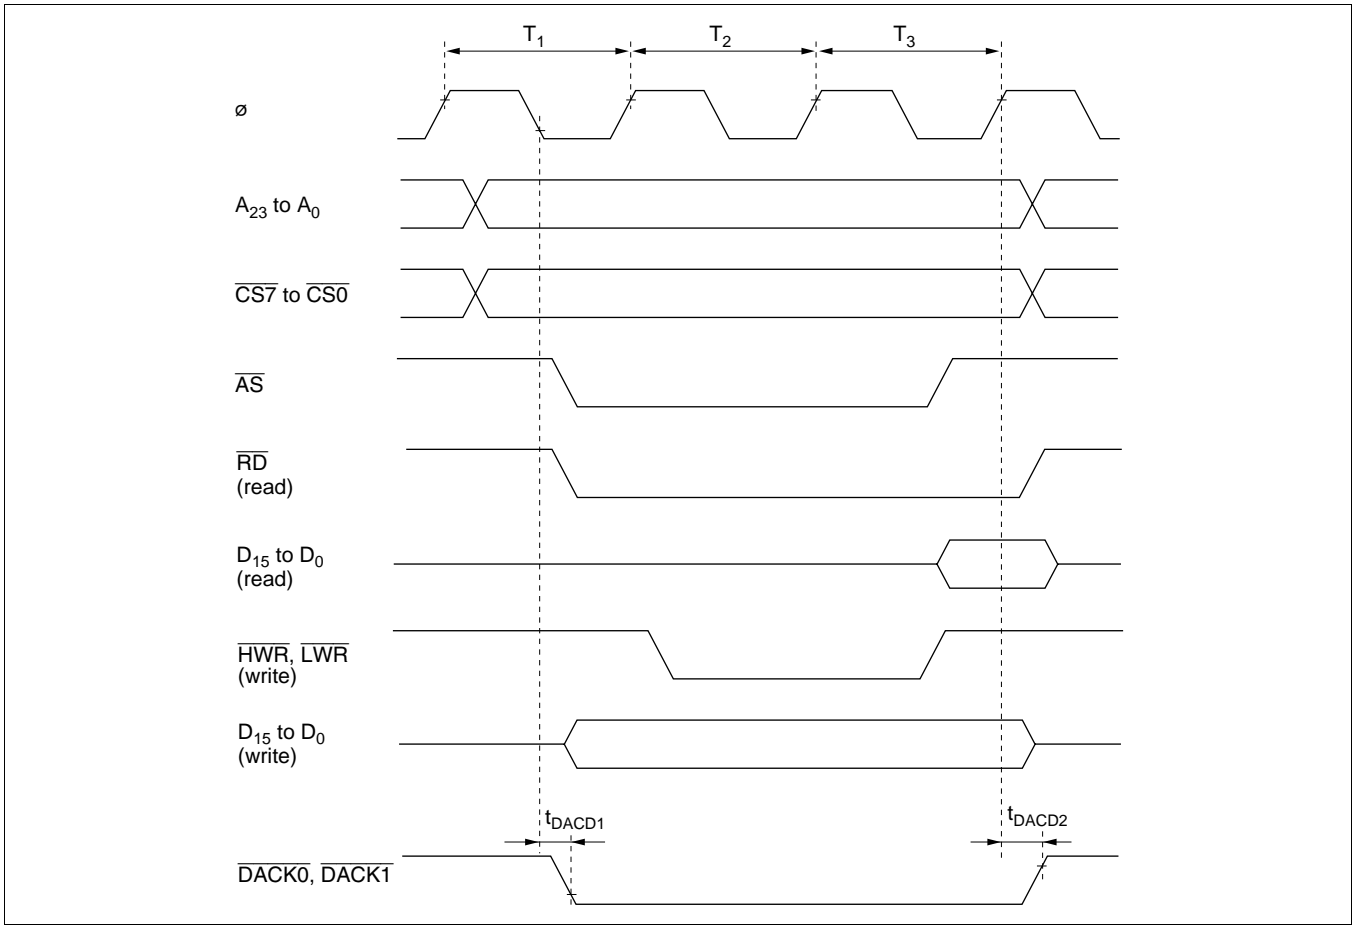 T1 T2 T3
ø
A23 to A0
CS7 to CS0
AS
RD
(read)
D15 to D0
(read)
HWR, LWR
(write)
D15 to D0
(write)
tDACD1 tDACD2
DACK0, DACK1